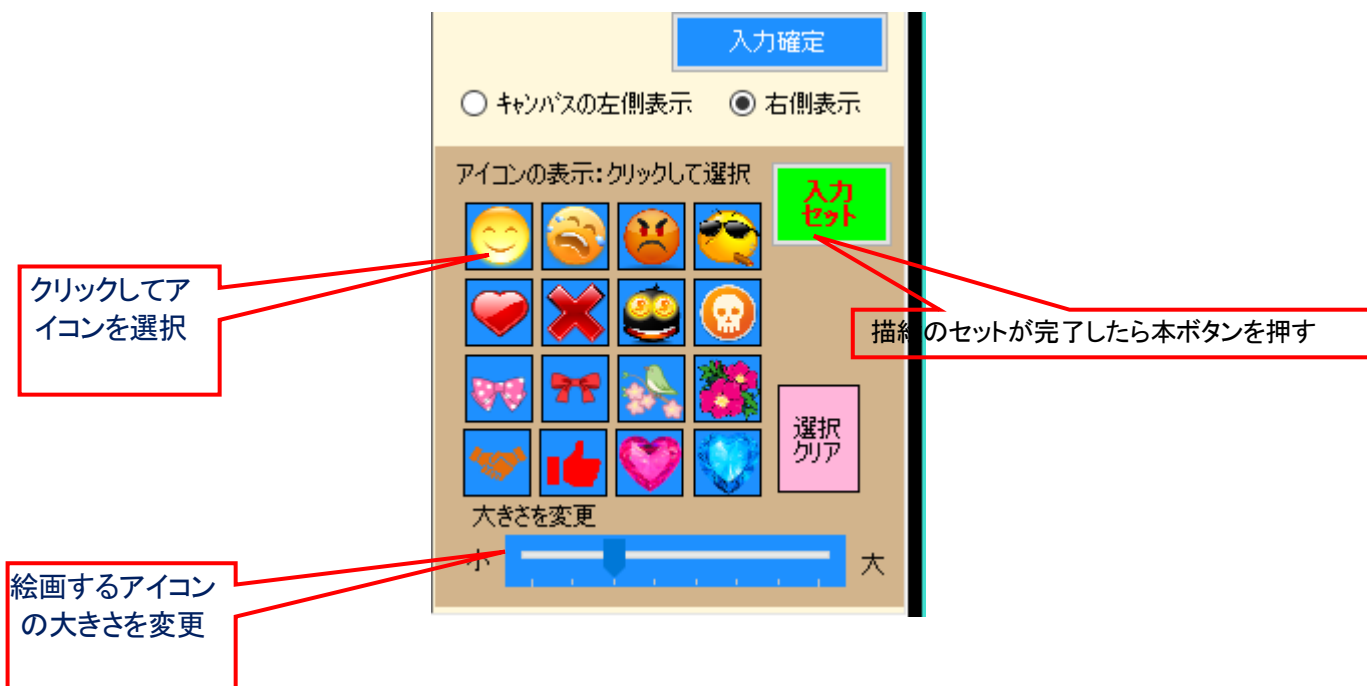 入力確定
キャンバスの左側表示 右側表示
アイコンの表示:クリックして選択
入力
セット
クリックしてア
イコンを選択
描線のセットが完了したら本ボタンを押す
選択
クリア
大きさを変更
小 大
絵画するアイコン
の大きさを変更